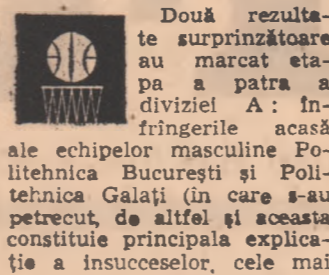 Două rezulta-
te surprinzătoare
au marcat eta-
pa a patra a
diviziei A : în-
frîngerile acasă
ale echipelor masculine Po-
litehnica București și Poli-
tehnica Galați (în care s-au
petrecut, de altfel și aceasta
constituie principala explica-
ție a insucceselor, cele mai